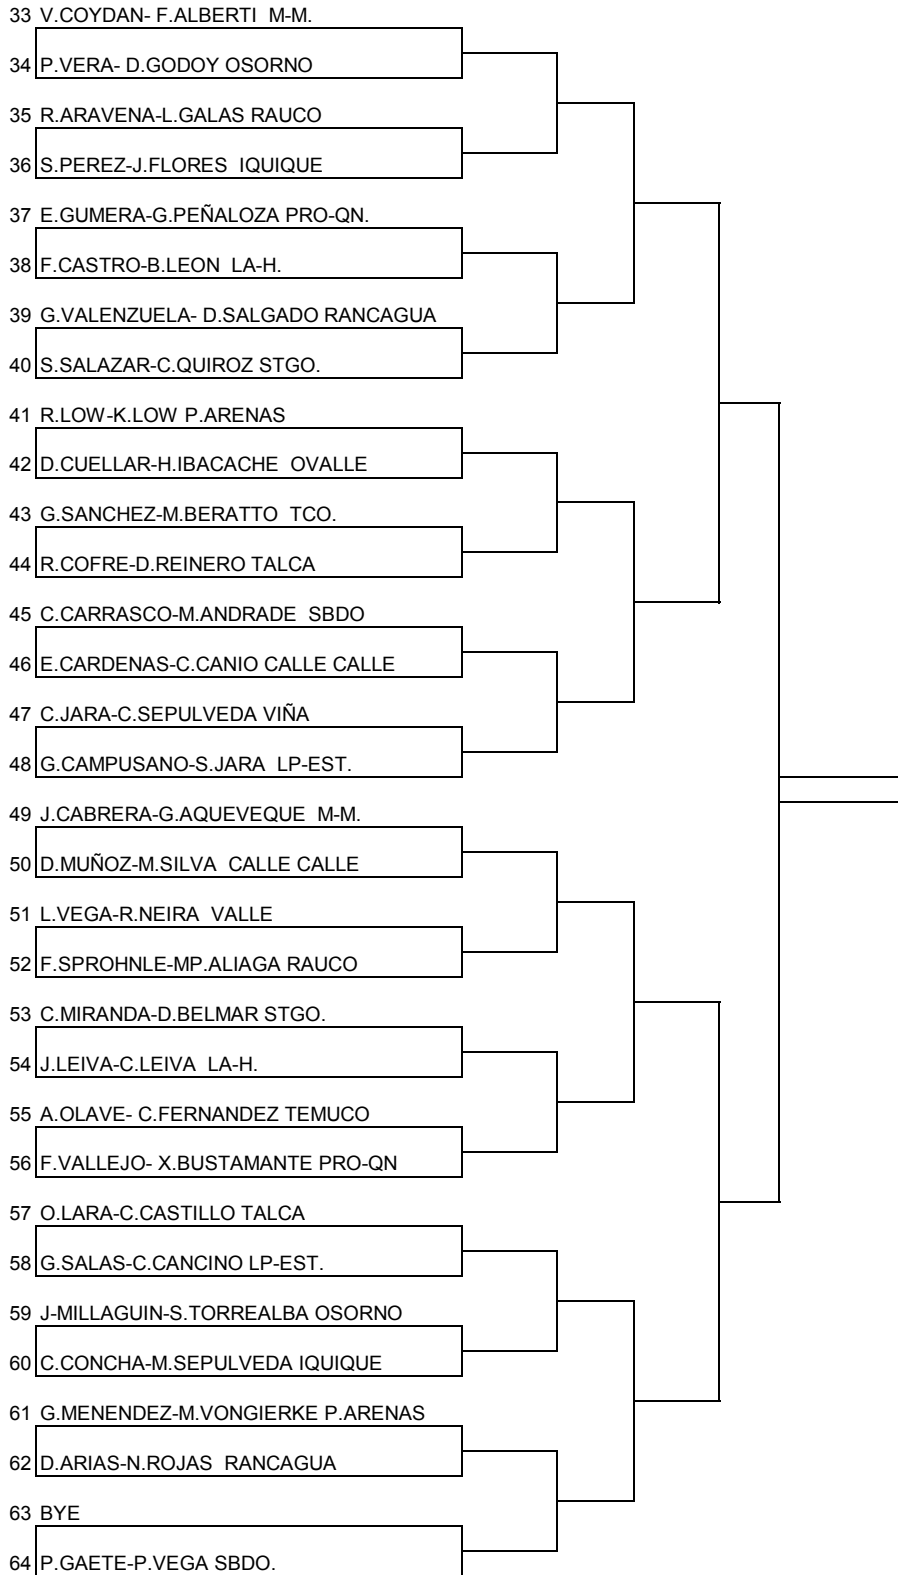 33 V.COYDAN- F.ALBERTI  M-M.
34 P.VERA- D.GODOY OSORNO
35 R.ARAVENA-L.GALAS RAUCO
36 S.PEREZ-J.FLORES  IQUIQUE
37 E.GUMERA-G.PEÑALOZA PRO-QN.
38 F.CASTRO-B.LEON  LA-H.
39 G.VALENZUELA- D.SALGADO RANCAGUA
40 S.SALAZAR-C.QUIROZ STGO.
41 R.LOW-K.LOW P.ARENAS
42 D.CUELLAR-H.IBACACHE  OVALLE
43 G.SANCHEZ-M.BERATTO  TCO.
44 R.COFRE-D.REINERO TALCA
45 C.CARRASCO-M.ANDRADE  SBDO
46 E.CARDENAS-C.CANIO CALLE CALLE
47 C.JARA-C.SEPULVEDA VIÑA
48 G.CAMPUSANO-S.JARA  LP-EST.
49 J.CABRERA-G.AQUEVEQUE  M-M.
50 D.MUÑOZ-M.SILVA  CALLE CALLE
51 L.VEGA-R.NEIRA  VALLE
52 F.SPROHNLE-MP.ALIAGA RAUCO
53 C.MIRANDA-D.BELMAR STGO.
54 J.LEIVA-C.LEIVA  LA-H.
55 A.OLAVE- C.FERNANDEZ TEMUCO
56 F.VALLEJO- X.BUSTAMANTE PRO-QN
57 O.LARA-C.CASTILLO TALCA
58 G.SALAS-C.CANCINO LP-EST.
59 J-MILLAGUIN-S.TORREALBA OSORNO
60 C.CONCHA-M.SEPULVEDA IQUIQUE
61 G.MENENDEZ-M.VONGIERKE P.ARENAS
62 D.ARIAS-N.ROJAS  RANCAGUA
63 BYE
64 P.GAETE-P.VEGA SBDO.